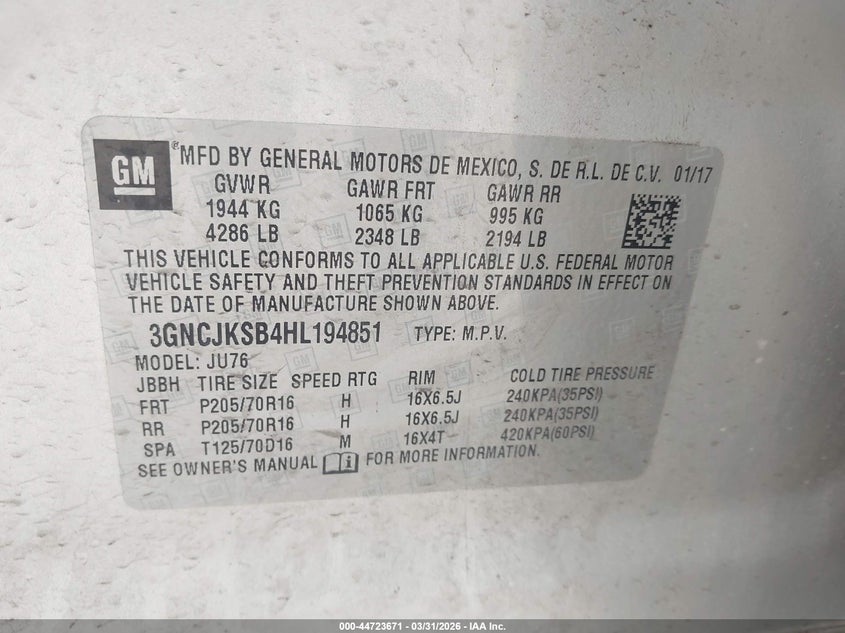 GM ® MFD BY GENERAL MOTORS DE MEXICO, S. DE R.L. DE C.V. 01/17
GVWR GAWR FRT GAWR RR
1944 KG 1065 KG 995 KG
4286 LB 2348 LB 2194 LB
THIS VEHICLE CONFORMS TO ALL APPLICABLE U.S. FEDERAL MOTOR
VEHICLE SAFETY AND THEFT PREVENTION STANDARDS IN EFFECT ON
THE DATE OF MANUFACTURE SHOWN ABOVE.
3GNCJKSB4HL194851 TYPE: M.P.V.
MODEL: JU76
JBBH TIRE SIZE SPEED RTG RIM COLD TIRE PRESSURE
FRT P205/70R16 H 16X6.5J 240KPA(35PSI)
RR P205/70R16 H 16X6.5J 240KPA(35PSI)
SPA T125/70D16 M 16X4T 420KPA(60PSI)
SEE OWNER'S MANUAL i FOR MORE INFORMATION.
000-44723671 - 03/31/2026 - IAA Inc.